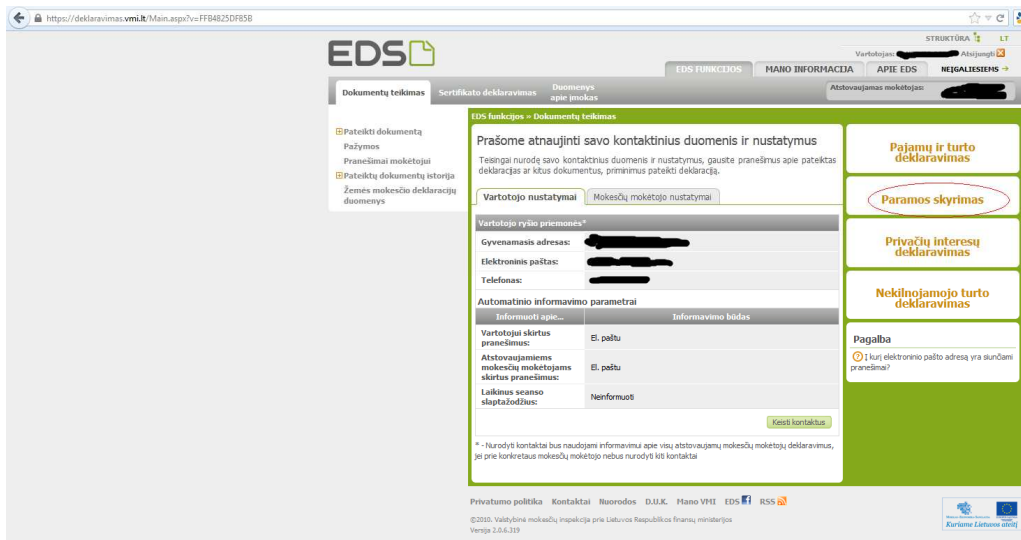 https://deklaravimas.vmi.lt/Main.aspx?v=FFB4825DF85B
STRUKTŪRA LT
EDS
Vartotojas: Atsijungti
EDS FUNKCIJOS MANO INFORMACIJA APIE EDS NEĮGALIESIEMS →
Dokumentų teikimas Sertifikato deklaravimas Duomenys apie įmokas Atstovaujamas mokėtojas:
EDS funkcijos » Dokumentų teikimas
Pateikti dokumentą
Pažymos
Pranešimai mokėtojui
Pateiktų dokumentų istorija
Žemės mokesčio deklaracijų
duomenys
Prašome atnaujinti savo kontaktinius duomenis ir nustatymus
Teisingai nurodę savo kontaktinius duomenis ir nustatymus, gausite pranešimus apie pateiktas
deklaracijas ar kitus dokumentus, priminimus pateikti deklaraciją.
Vartotojo nustatymai Mokesčių mokėtojo nustatymai
Vartotojo ryšio priemonės*
Gyvenamasis adresas:
Elektroninis paštas:
Telefonas:
Automatinio informavimo parametrai
Informuoti apie... Informavimo būdas
Vartotojui skirtus
pranešimus: El. paštu
Atstovaujamiems
mokesčių mokėtojams
skirtus pranešimus: El. paštu
Laikinus seanso
slaptažodžius: Neinformuoti
Keisti kontaktus
* - Nurodyti kontaktai bus naudojami informavimui apie visų atstovaujamų mokesčių mokėtojų deklaravimus,
jei prie konkretaus mokesčių mokėtojo nebus nurodyti kiti kontaktai
Pajamų ir turto
deklaravimas
Paramos skyrimas
Privačių interesų
deklaravimas
Nekilnojamojo turto
deklaravimas
Pagalba
Į kurį elektroninio pašto adresą yra siunčiami
pranešimai?
Privatumo politika Kontaktai Nuorodos D.U.K. Mano VMI EDS RSS
©2010. Valstybinė mokesčių inspekcija prie Lietuvos Respublikos finansų ministerijos
Versija 2.0.6.319
Kuriame Lietuvos ateitį